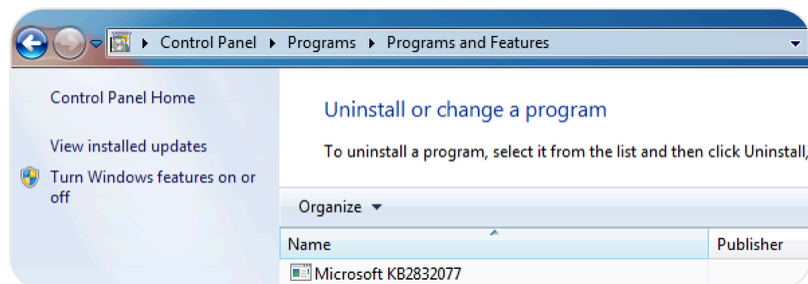 Control Panel Programs Programs and Features
Control Panel Home
View installed updates
Turn Windows features on or
off
Uninstall or change a program
To uninstall a program, select it from the list and then click Uninstall,
Organize
Name Publisher
Microsoft KB2832077